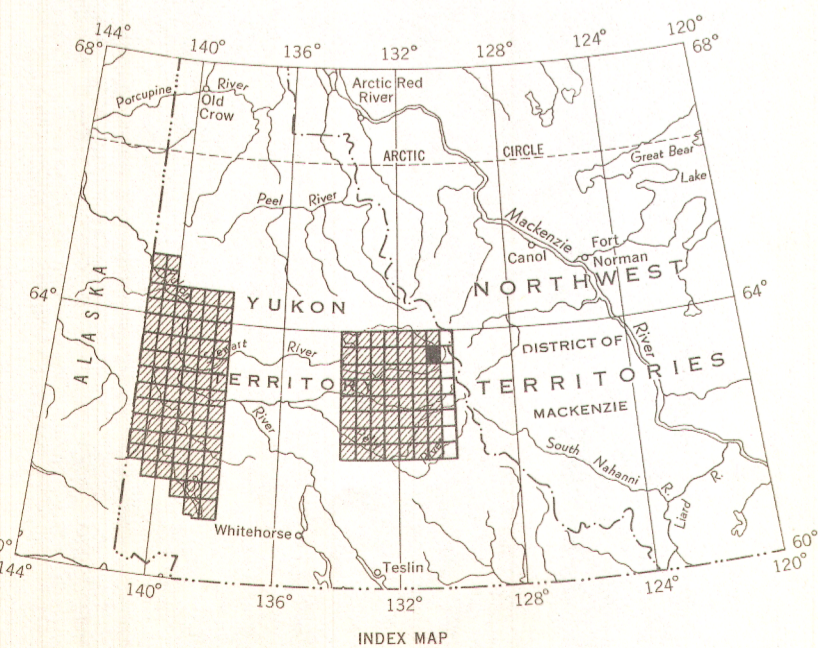 144°
68°
140°
136°
132°
128°
124°
120°
68°
Porcupine River
Old
Crow
Arctic Red
River
ARCTIC CIRCLE
Great Bear
Lake
Peel River
Mackenzie
Canol
Fort
Norman
NORTHWEST
64°
ALASKA
YUKON
64°
River
DISTRICT OF
River
TERRITORY
TERRITORIES
MACKENZIE
River
South Nahanni R.
Liard R.
Whitehorse
Teslin
60°
144°
140°
136°
132°
128°
124°
120°
INDEX MAP